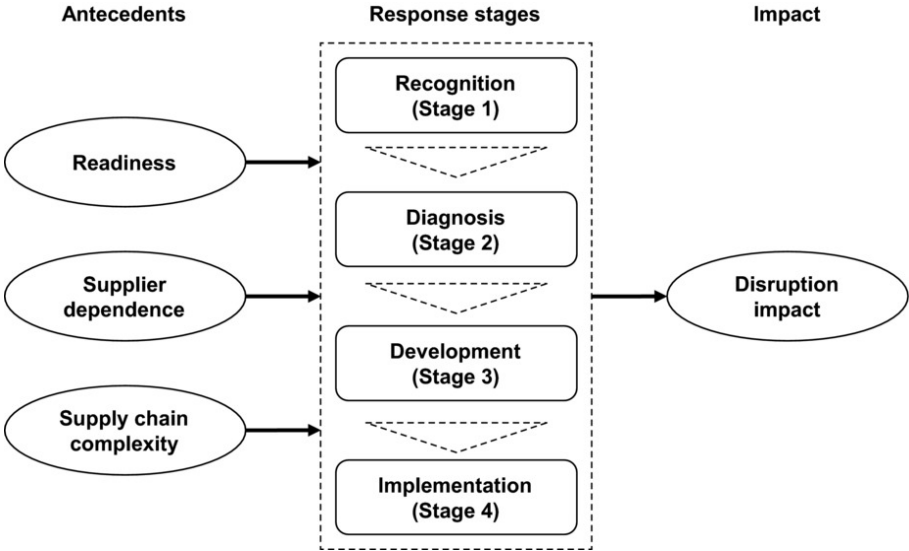 Antecedents
Response stages
Impact
Recognition
(Stage 1)
Readiness
Diagnosis
(Stage 2)
Supplier
dependence
Disruption
impact
Development
(Stage 3)
Supply chain
complexity
Implementation
(Stage 4)